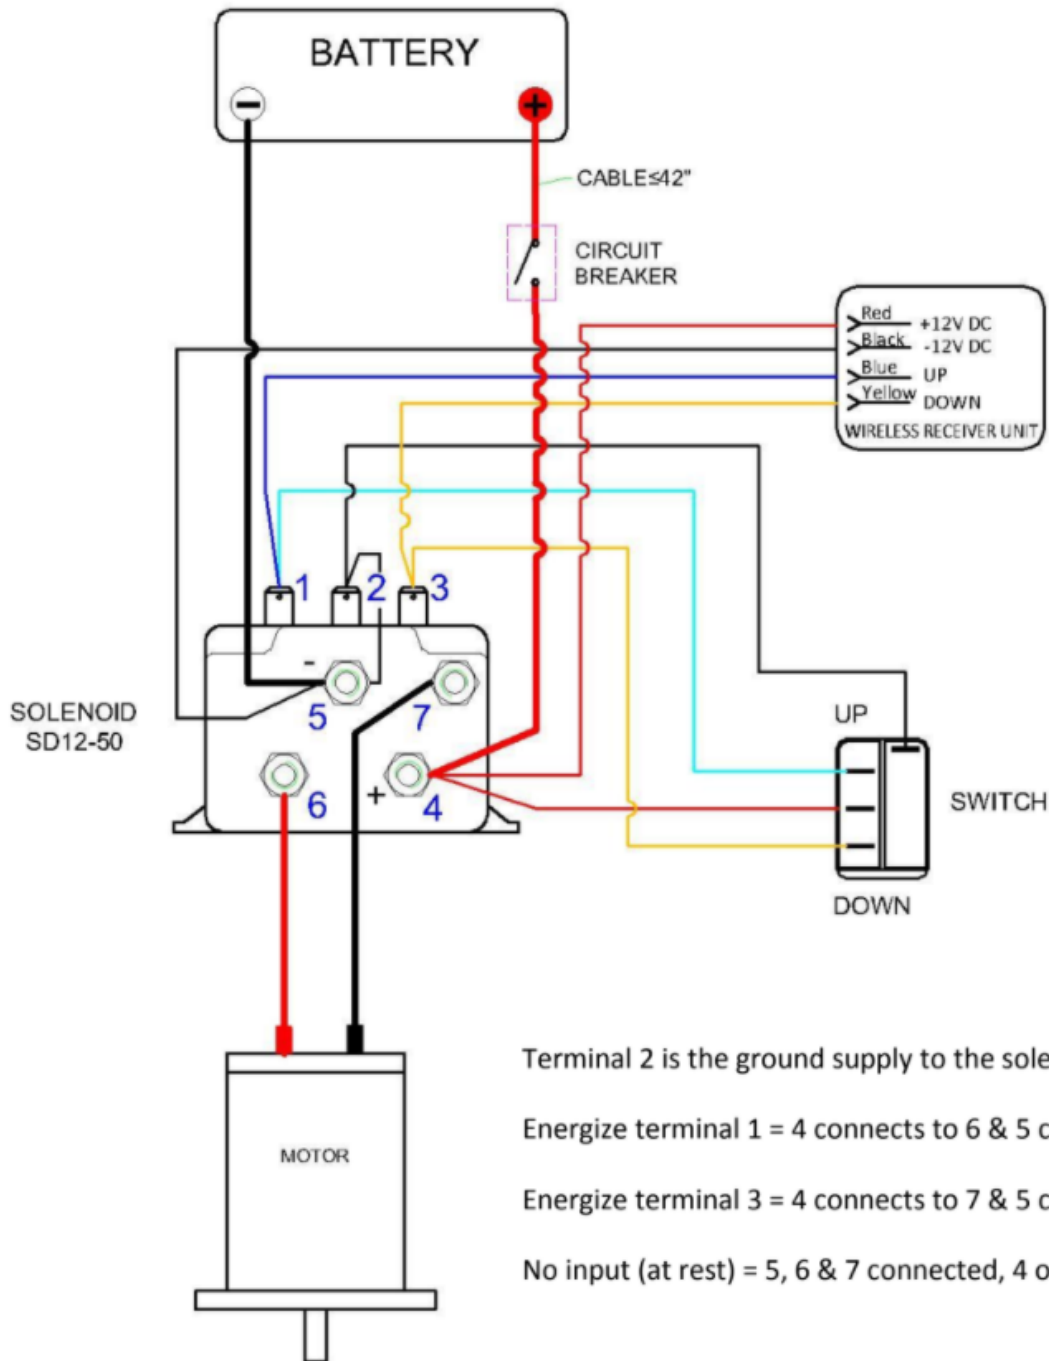 BATTERY
−
+
CABLE≤42"
CIRCUIT
BREAKER
Red +12V DC
Black -12V DC
Blue UP
Yellow DOWN
WIRELESS RECEIVER UNIT
1 2 3
SOLENOID
SD12-50
-
5 7
6 + 4
UP
SWITCH
DOWN
MOTOR
Terminal 2 is the ground supply to the sole
Energize terminal 1 = 4 connects to 6 & 5 c
Energize terminal 3 = 4 connects to 7 & 5 c
No input (at rest) = 5, 6 & 7 connected, 4 o